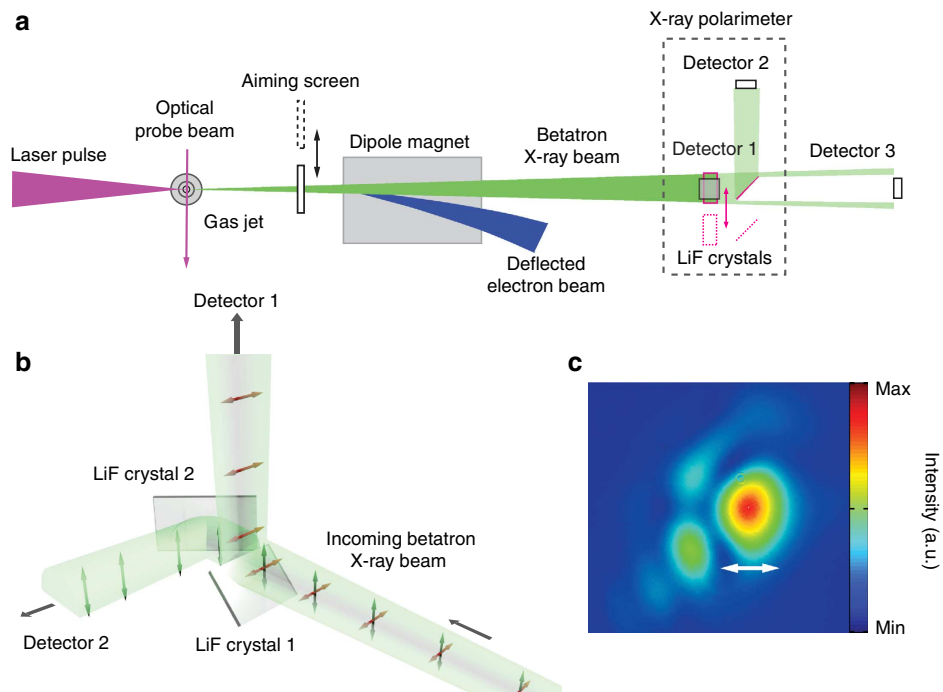 a
X-ray polarimeter
Detector 2
Aiming screen
Optical
probe beam
Dipole magnet
Betatron
X-ray beam
Detector 1
Detector 3
Laser pulse
Gas jet
LiF crystals
Deflected
electron beam
Detector 1
b
LiF crystal 2
Incoming betatron
X-ray beam
LiF crystal 1
Detector 2
c
Max
Intensity (a.u.)
Min